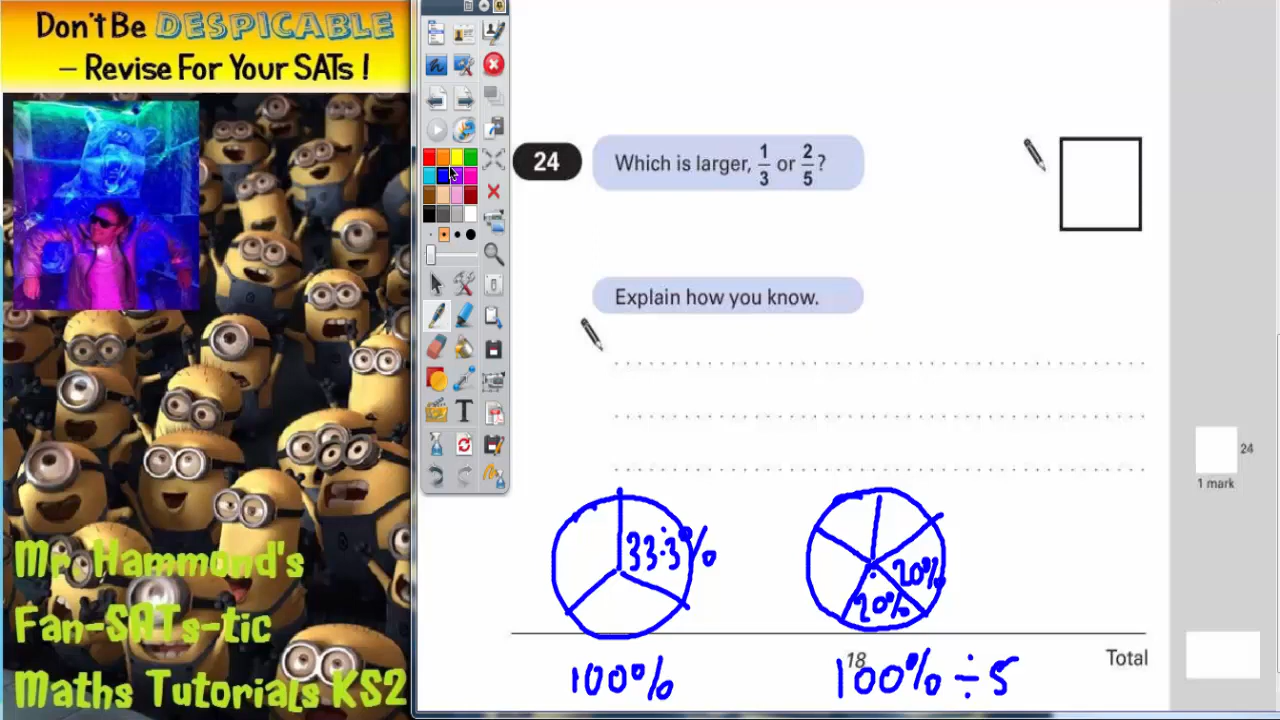 Don't Be DESPICABLE
– Revise For Your SATs !
Mr Hammond's
Fan-SATs-tic
Maths Tutorials KS2
24
Which is larger, 1/3 or 2/5 ?
Explain how you know.
24
1 mark
33.3%
20%
20%
18
Total
100%
100% ÷ 5
T